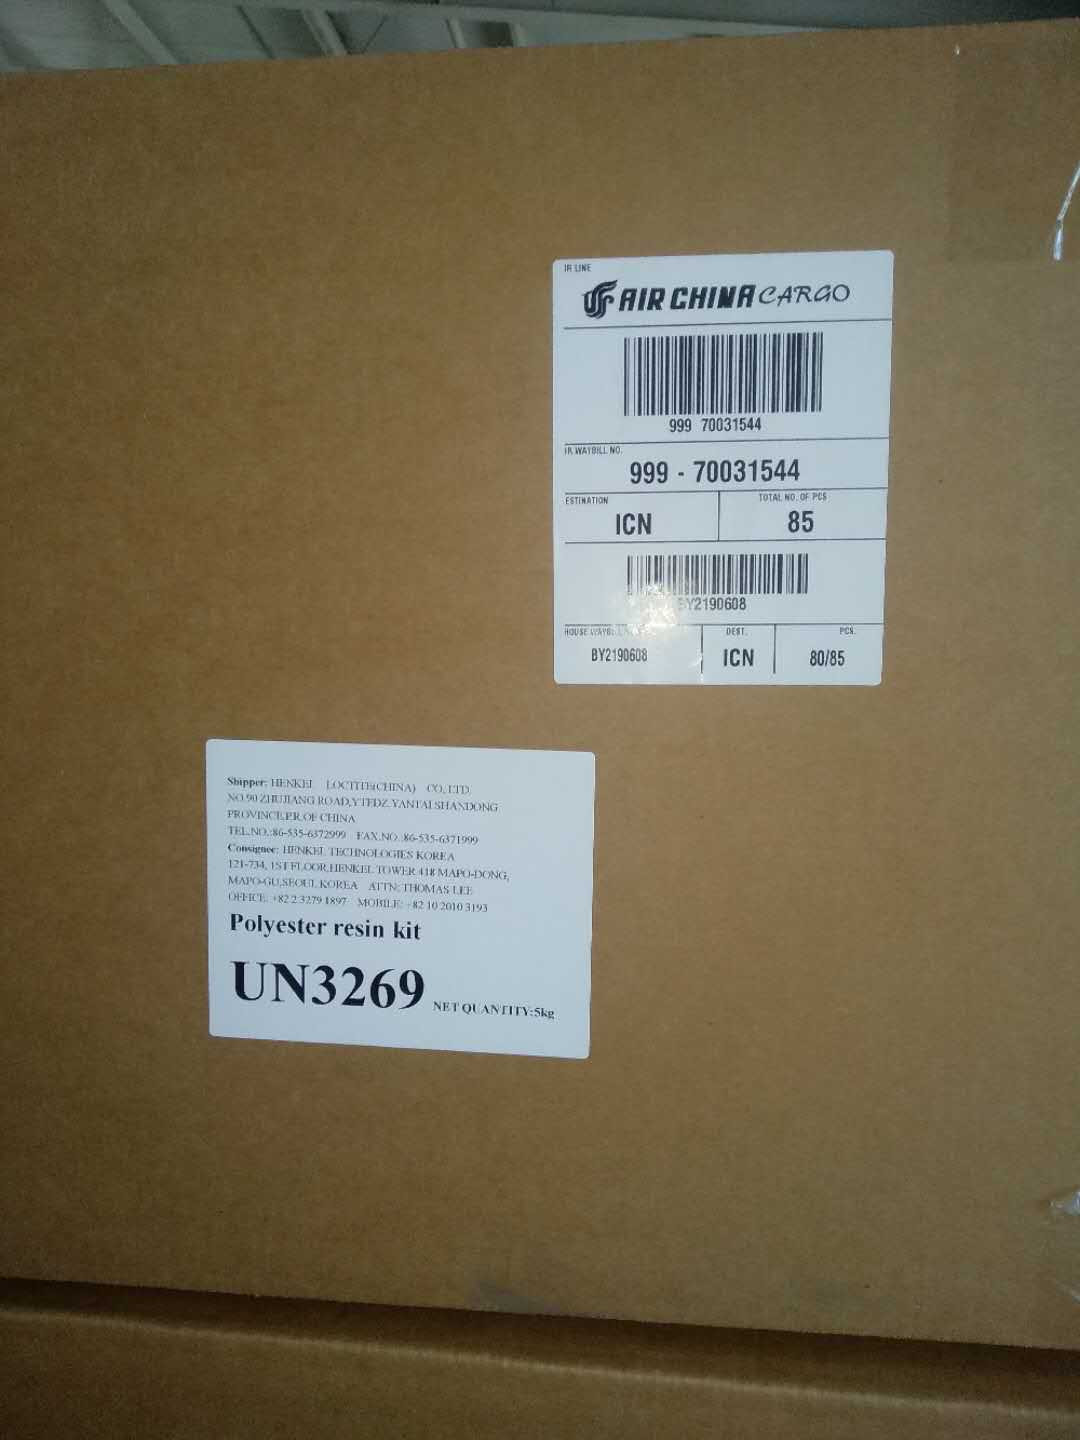 IR LINE
AIR CHINA CARGO
999 70031544
IR WAYBILL NO.
999 - 70031544
ESTINATION
TOTAL NO. OF PCS
ICN
85
BY2190608
HOUSE
DEST.
PCS.
BY2190608
ICN
80/85
Shipper: HENKEL LOCTITE(CHINA) CO, LTD.
NO.90 ZHUJIANG ROAD,YTFDZ.YANTAI SHANDONG
PROVINCE,P.R.OF CHINA
TEL.NO.:86-535-6372999 FAX.NO.:86-535-6371999
Consignee: HENKEL TECHNOLOGIES KOREA
121-734, 1ST FLOOR,HENKEL TOWER 418 MAPO-DONG,
MAPO-GU,SEOUL KOREA ATTN: THOMAS LEE
OFFICE: +82 2 3279 1897 MOBILE: +82 10 2010 3193
Polyester resin kit
UN3269
NET QUANTITY:5kg